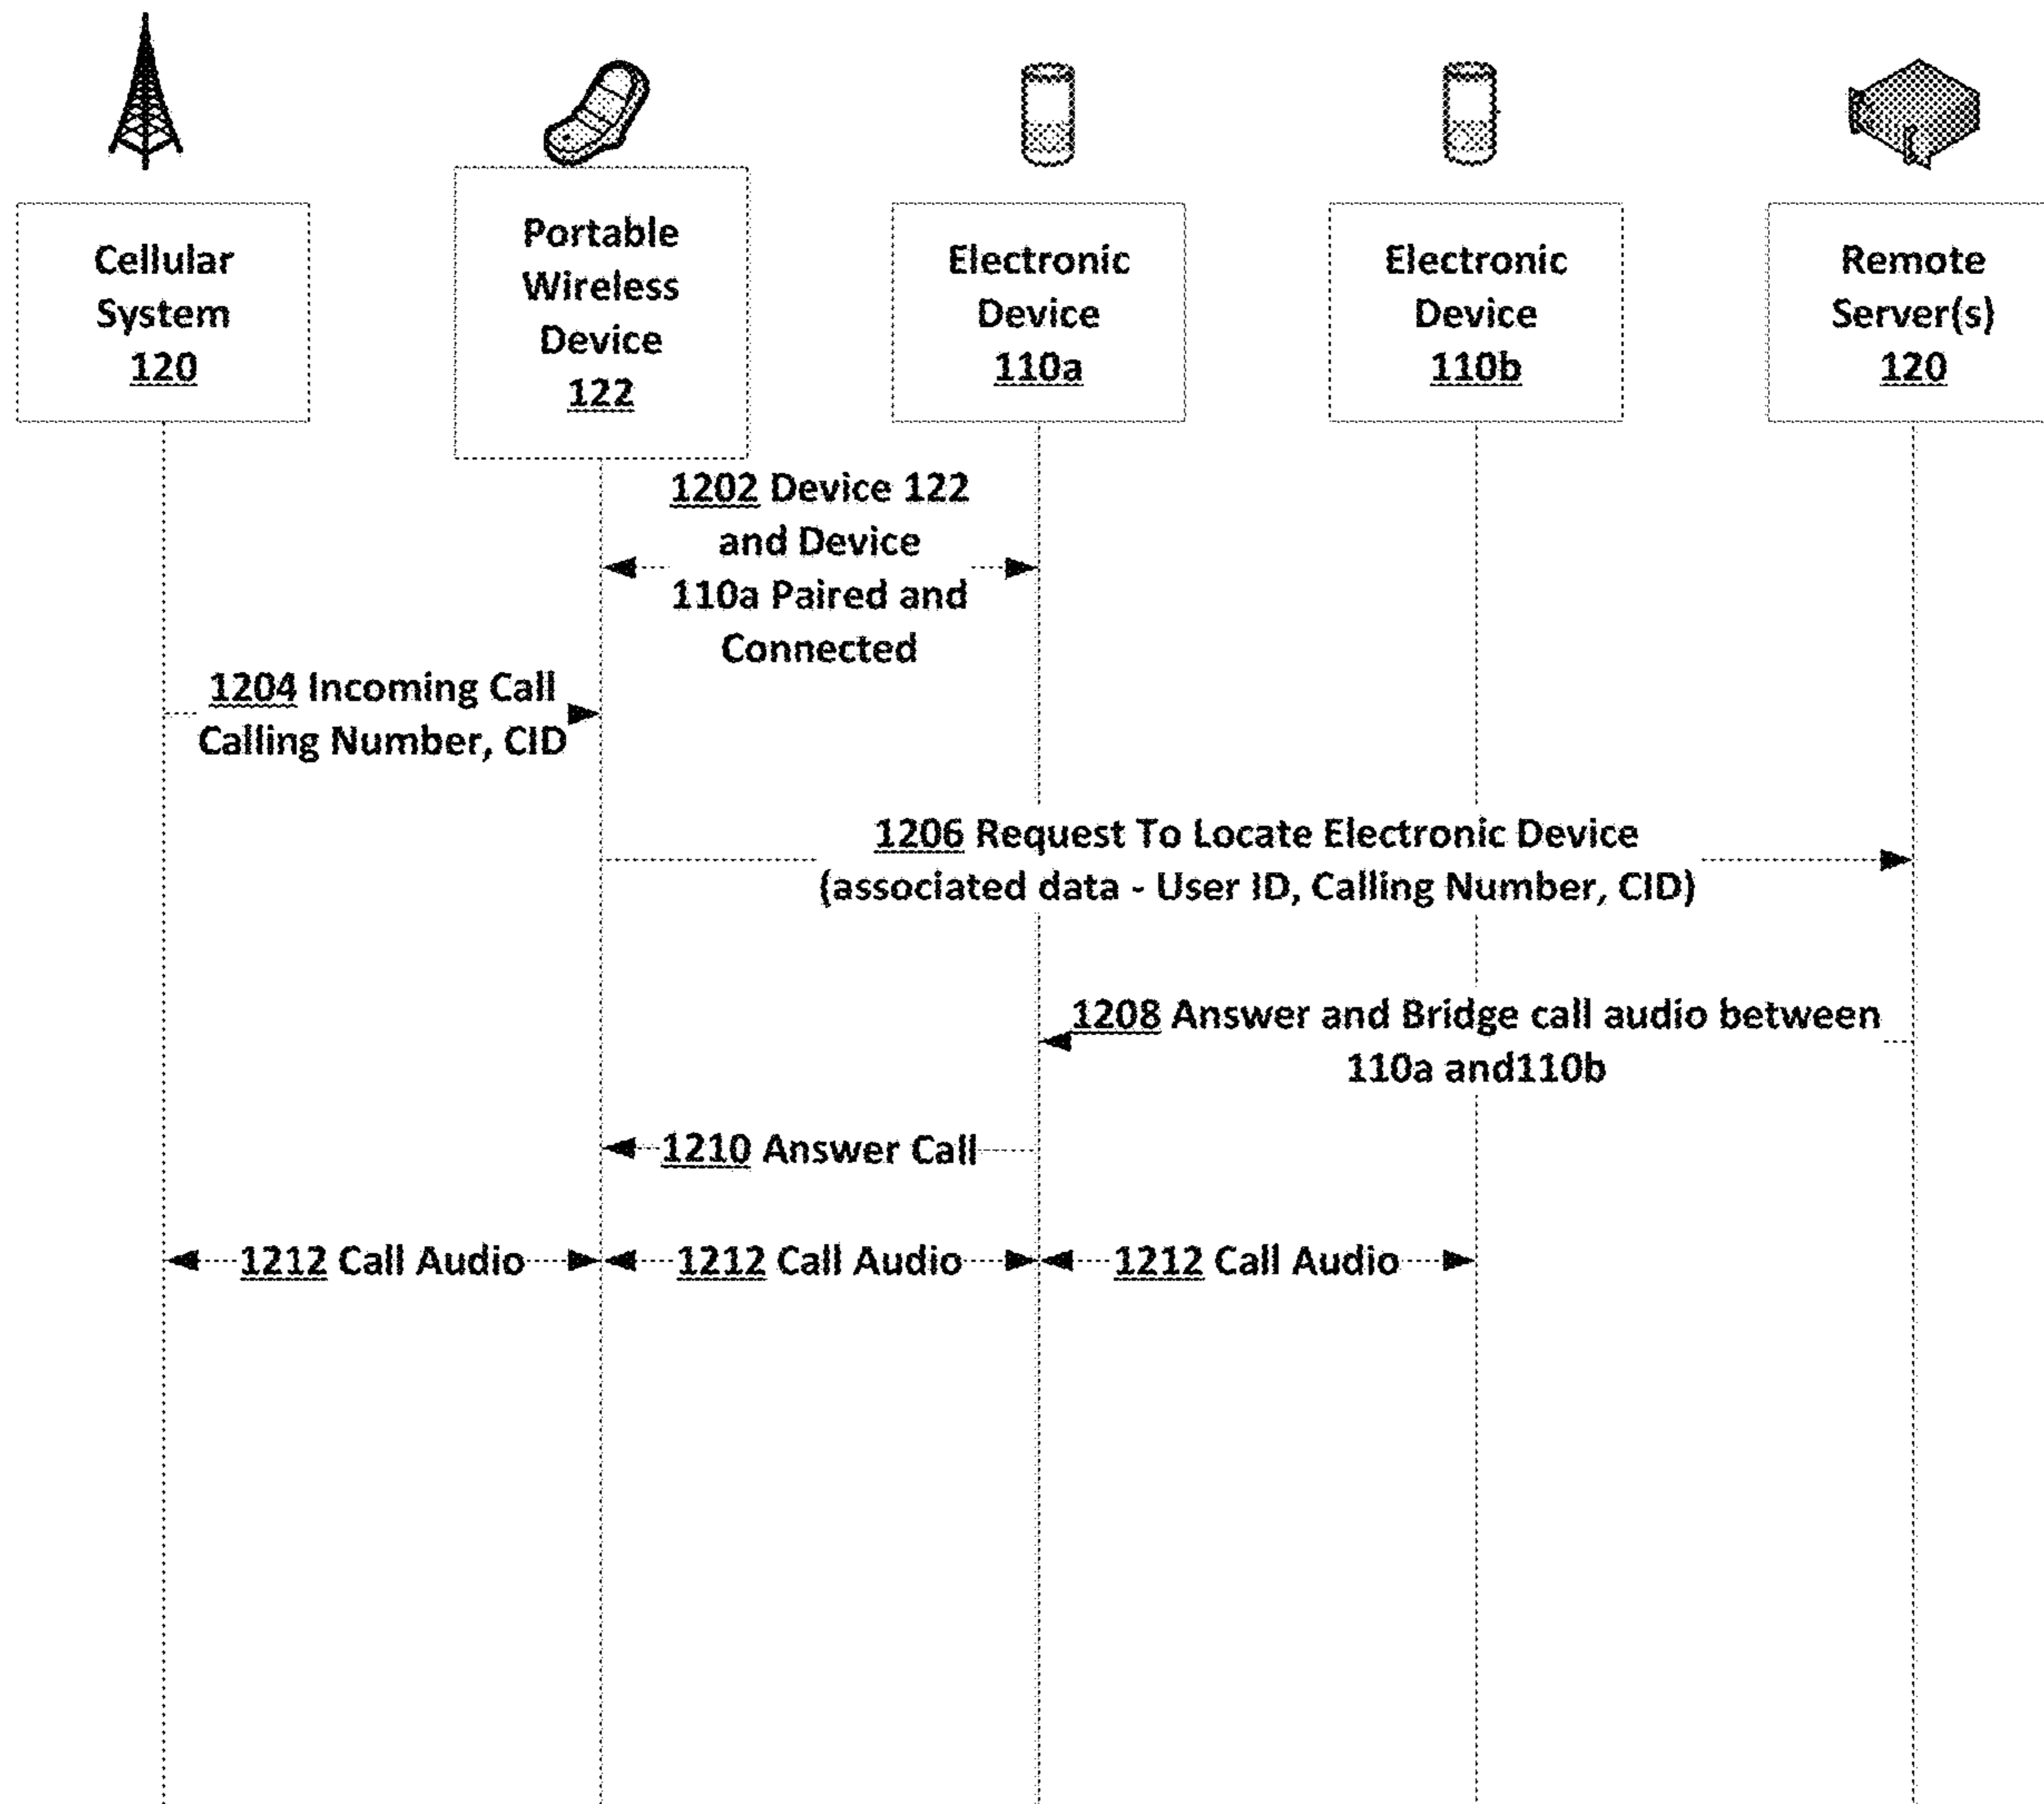 Cellular
System
120
Portable
Wireless
Device
122
Electronic
Device
110a
Electronic
Device
110b
Remote
Server(s)
120
1202 Device 122
and Device
110a Paired and
Connected
1204 Incoming Call
Calling Number, CID
1206 Request To Locate Electronic Device
(associated data - User ID, Calling Number, CID)
1208 Answer and Bridge call audio between
110a and110b
1210 Answer Call
1212 Call Audio
1212 Call Audio
1212 Call Audio